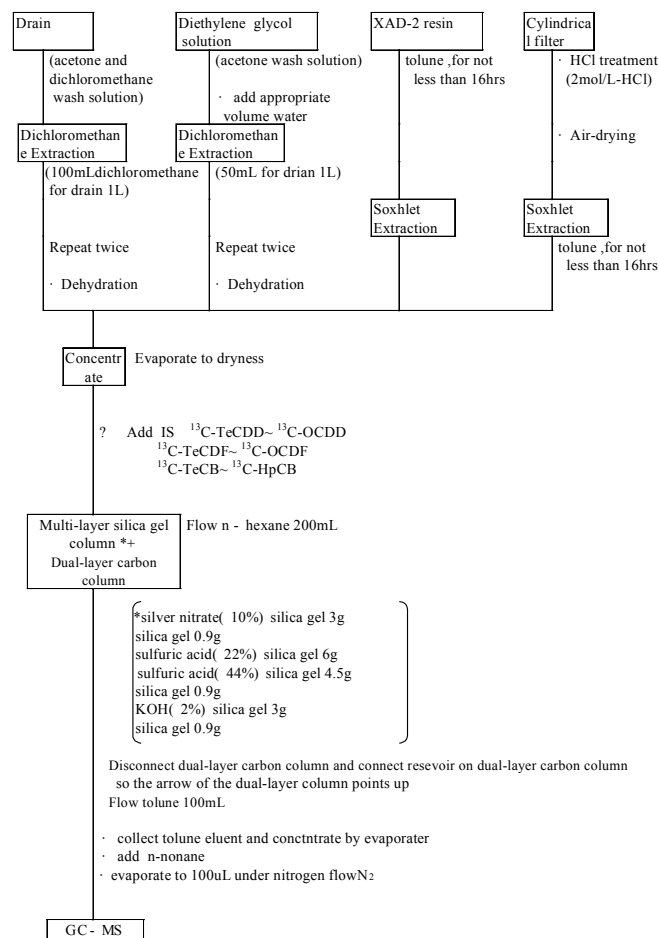 Drain
(acetone and
dichloromethane
wash solution)
Dichloromethan
e Extraction
(100mLdichloromethane
for drain 1L)
Repeat twice
· Dehydration
Diethylene glycol
solution
(acetone wash solution)
· add appropriate
volume water
Dichloromethan
e Extraction
(50mL for drian 1L)
Repeat twice
· Dehydration
XAD-2 resin
tolune ,for not
less than 16hrs
Soxhlet
Extraction
Cylindrica
l filter
· HCl treatment
(2mol/L-HCl)
· Air-drying
Soxhlet
Extraction
tolune ,for not
less than 16hrs
Concentr
ate
Evaporate to dryness
? Add IS ¹³C-TeCDD~ ¹³C-OCDD
¹³C-TeCDF~ ¹³C-OCDF
¹³C-TeCB~ ¹³C-HpCB
Multi-layer silica gel
column *+
Dual-layer carbon
column
Flow n - hexane 200mL
*silver nitrate( 10%) silica gel 3g
silica gel 0.9g
sulfuric acid( 22%) silica gel 6g
sulfuric acid( 44%) silica gel 4.5g
silica gel 0.9g
KOH( 2%) silica gel 3g
silica gel 0.9g
Disconnect dual-layer carbon column and connect resevoir on dual-layer carbon column
so the arrow of the dual-layer column points up
Flow tolune 100mL
· collect tolune eluent and conctntrate by evaporater
· add n-nonane
· evaporate to 100uL under nitrogen flowN₂
GC - MS